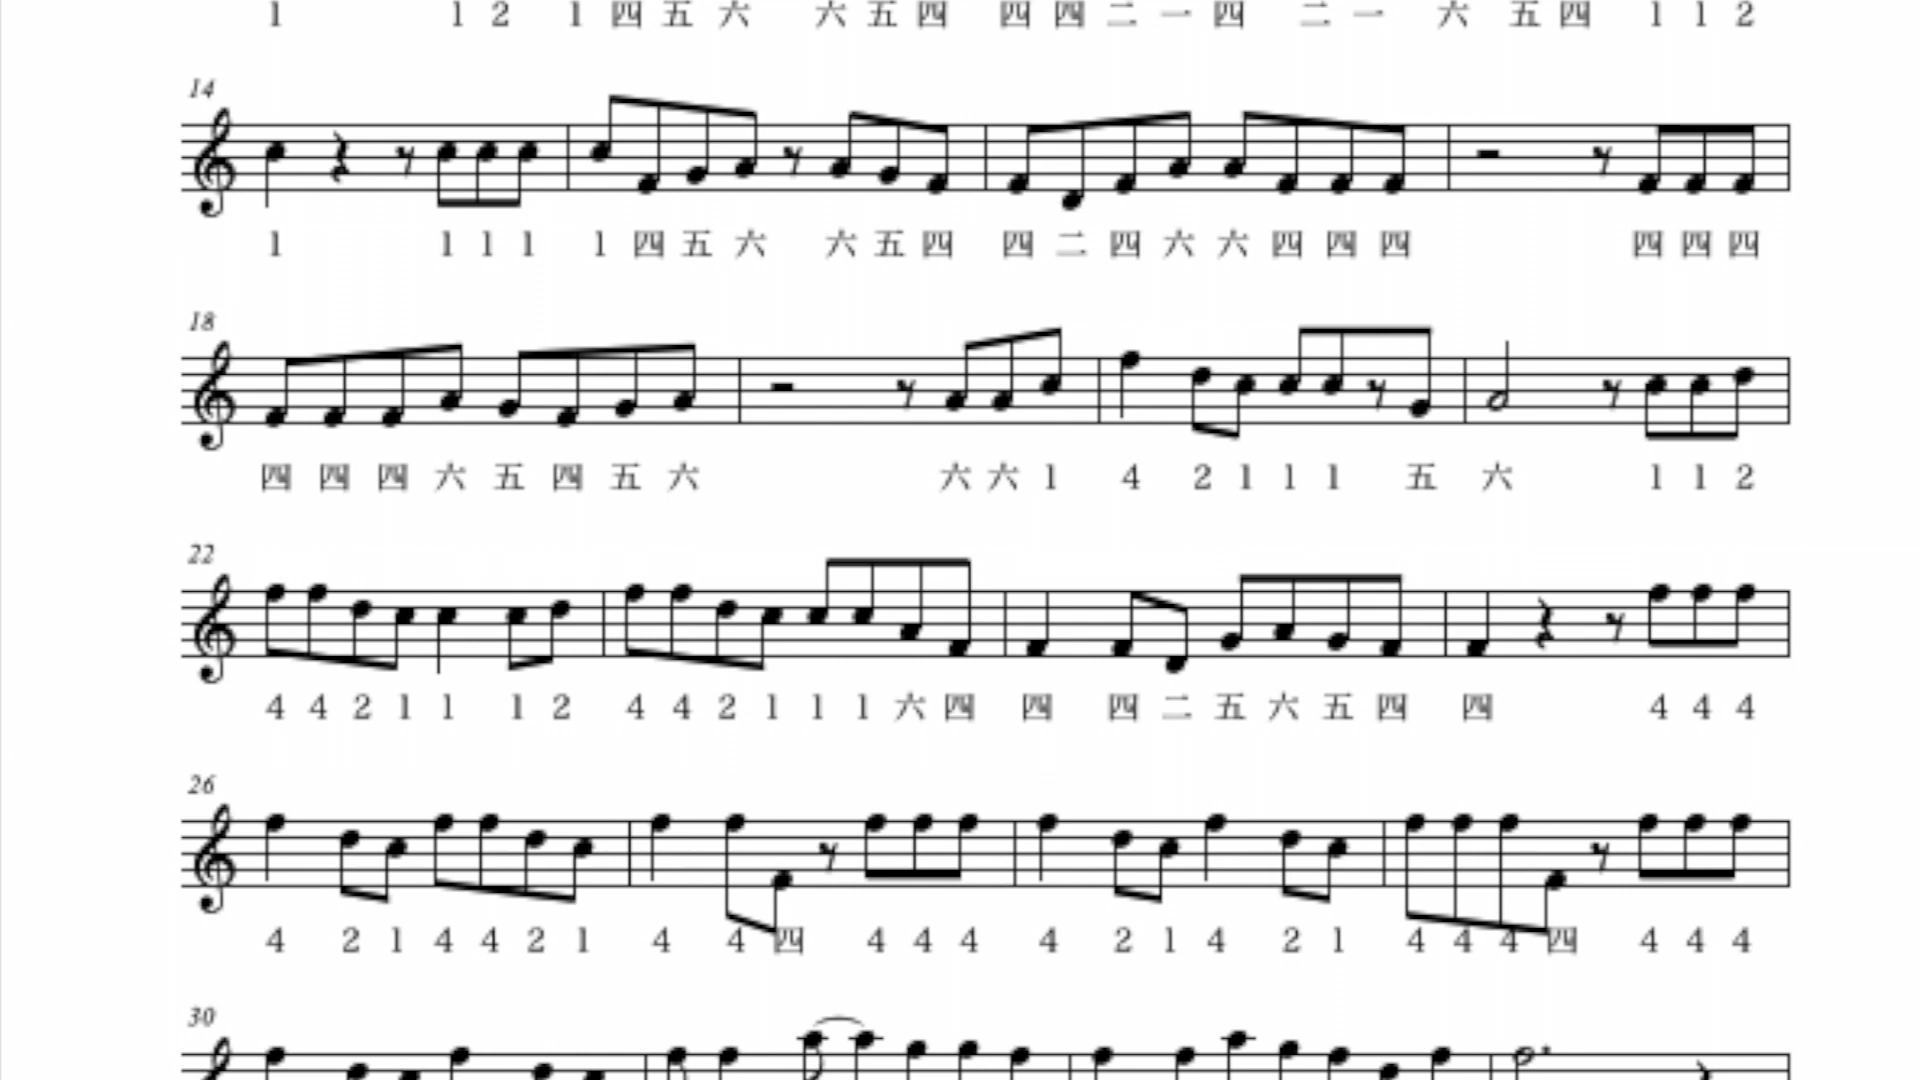 1 1 2 1 四 五 六 六 五 四 四 四 二 一 四 二 一 六 五 四 1 1 2
14
1 1 1 1 1 四 五 六 六 五 四 四 二 四 六 六 四 四 四 四 四 四
18
四 四 四 六 五 四 五 六 六 六 1 4 2 1 1 1 五 六 1 1 2
22
4 4 2 1 1 1 2 4 4 2 1 1 1 六 四 四 四 二 五 六 五 四 四 4 4 4
26
4 2 1 4 4 2 1 4 4 四 4 4 4 4 2 1 4 2 1 4 4 4 四 4 4 4
30